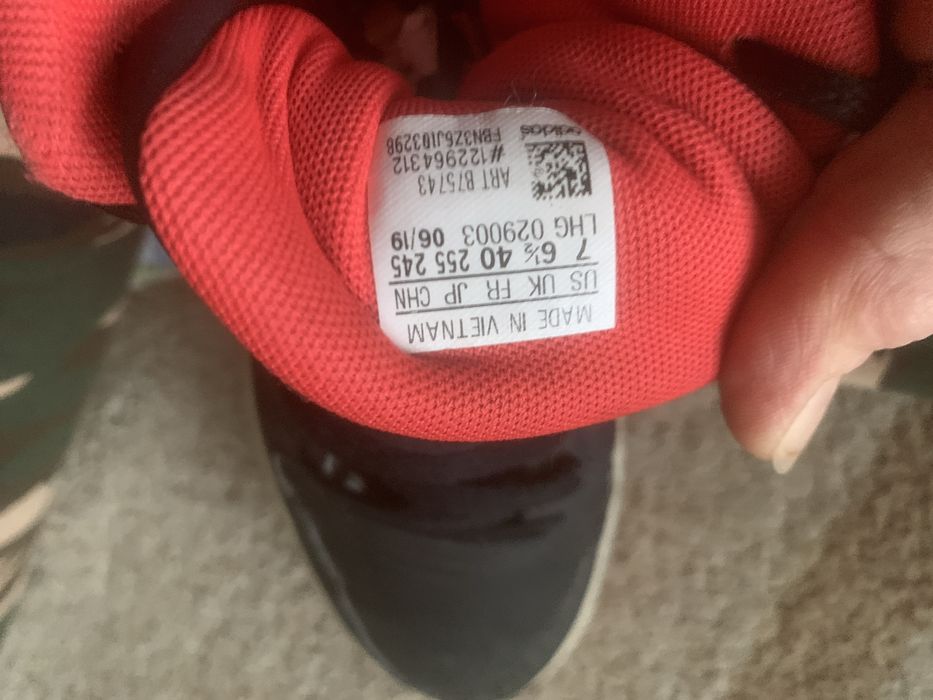 MADE IN VIETNAM
US UK FR JP CHN
7 6½ 40 255 245
LHG 029003 06/19
ART B75743
#122964312
FBN3Z6JI0329B
adidas